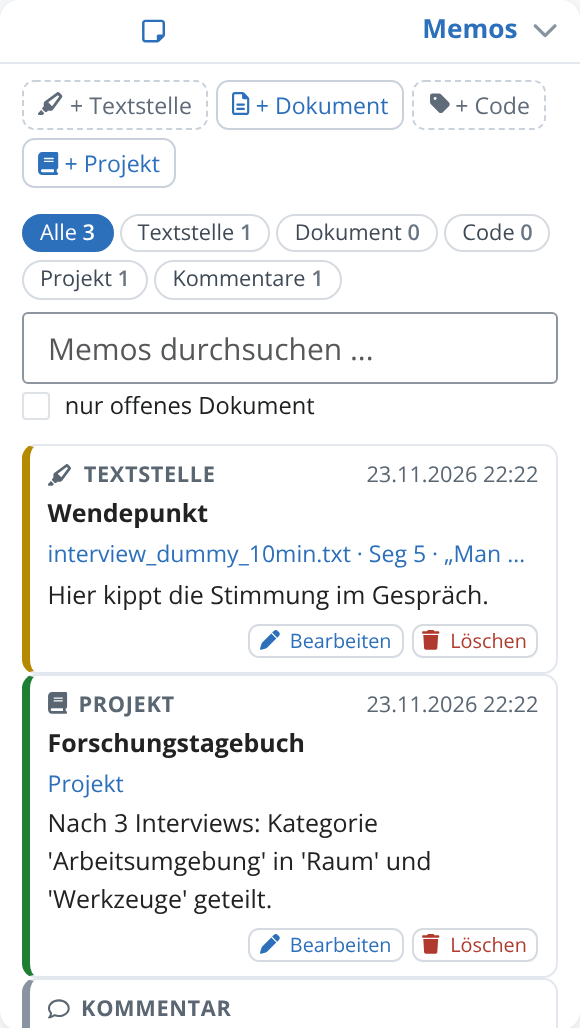 Memos
+ Textstelle
+ Dokument
+ Code
+ Projekt
Alle 3
Textstelle 1
Dokument 0
Code 0
Projekt 1
Kommentare 1
Memos durchsuchen ...
nur offenes Dokument
TEXTSTELLE 23.11.2026 22:22
Wendepunkt
interview_dummy_10min.txt · Seg 5 · „Man ...
Hier kippt die Stimmung im Gespräch.
Bearbeiten Löschen
PROJEKT 23.11.2026 22:22
Forschungstagebuch
Projekt
Nach 3 Interviews: Kategorie
'Arbeitsumgebung' in 'Raum' und
'Werkzeuge' geteilt.
Bearbeiten Löschen
KOMMENTAR